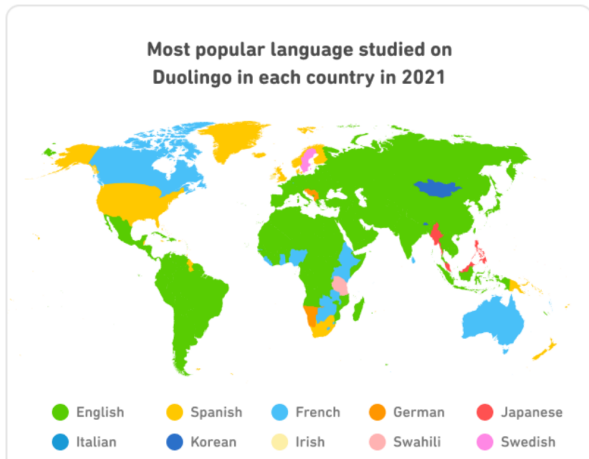 Most popular language studied on
Duolingo in each country in 2021
English Spanish French German Japanese
Italian Korean Irish Swahili Swedish